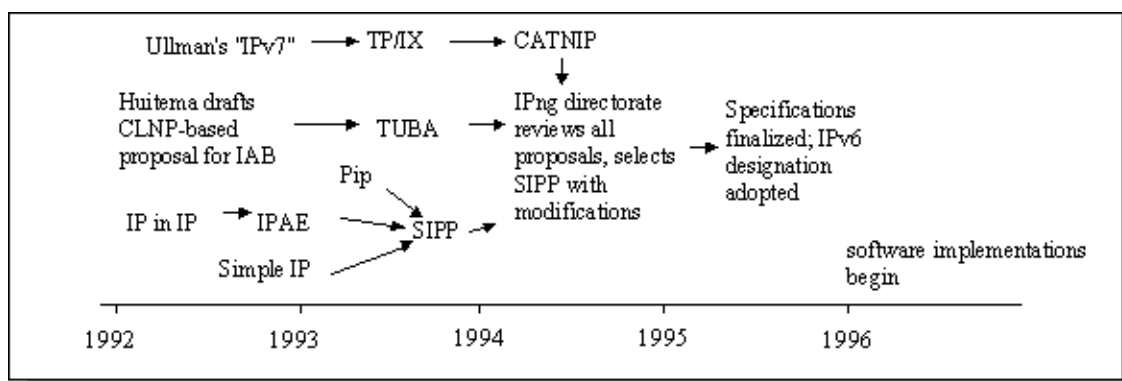 Ullman's "IPv7" TP/IX CATNIP
Huitema drafts
CLNP-based
proposal for IAB
TUBA
IPng directorate
reviews all
proposals, selects
SIPP with
modifications
Specifications
finalized; IPv6
designation
adopted
Pip
IP in IP IPAE SIPP
Simple IP
software implementations
begin
1992 1993 1994 1995 1996